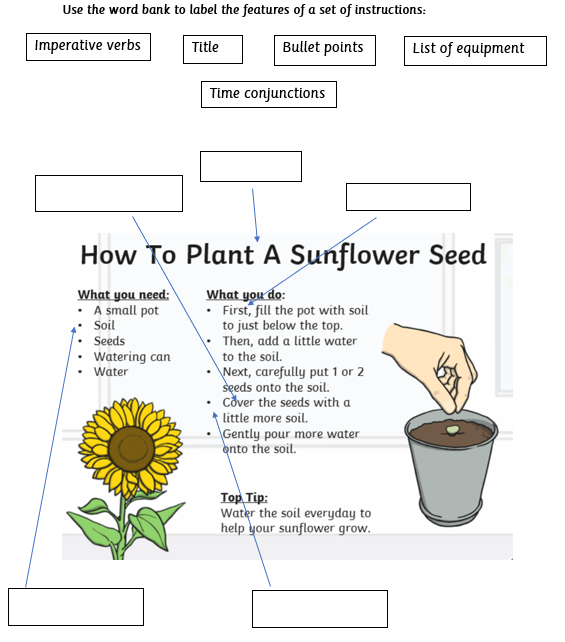 Use the word bank to label the features of a set of instructions:
Imperative verbs
Title
Bullet points
List of equipment
Time conjunctions
How To Plant A Sunflower Seed
What you need:
• A small pot
• Soil
• Seeds
• Watering can
• Water
What you do:
• First, fill the pot with soil
to just below the top.
• Then, add a little water
to the soil.
• Next, carefully put 1 or 2
seeds onto the soil.
• Cover the seeds with a
little more soil.
• Gently pour more water
onto the soil.
Top Tip:
Water the soil everyday to
help your sunflower grow.